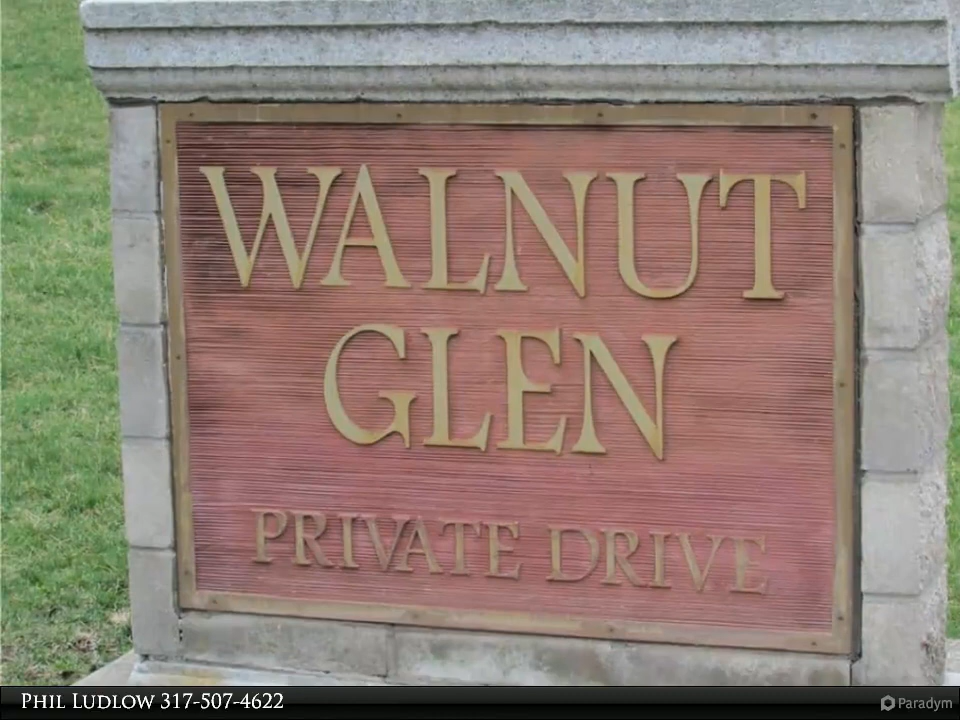 WALNUT
GLEN
PRIVATE DRIVE
PHIL LUDLOW 317-507-4622
Paradym